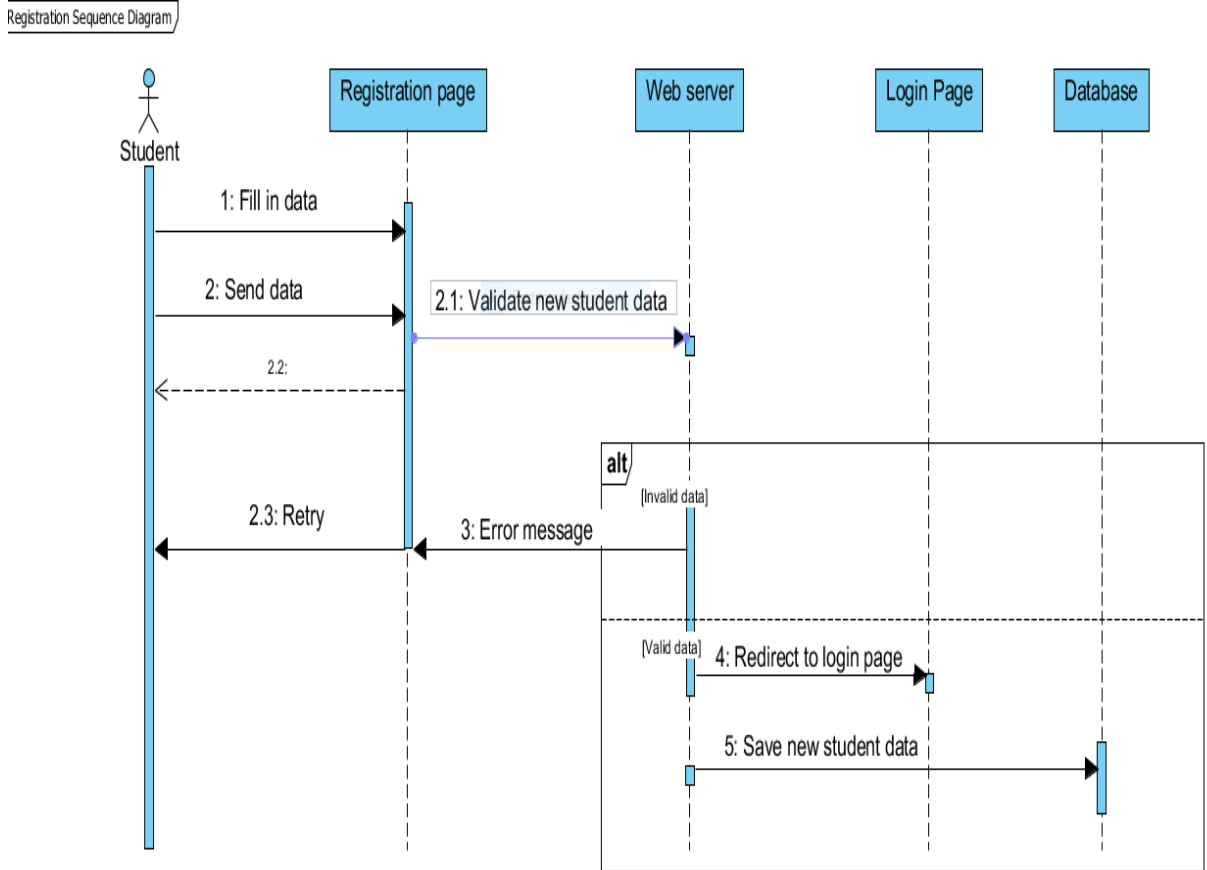 Registration Sequence Diagram
Student
Registration page
Web server
Login Page
Database
1: Fill in data
2: Send data
2.1: Validate new student data
2.2:
alt
[Invalid data]
2.3: Retry
3: Error message
[Valid data]
4: Redirect to login page
5: Save new student data